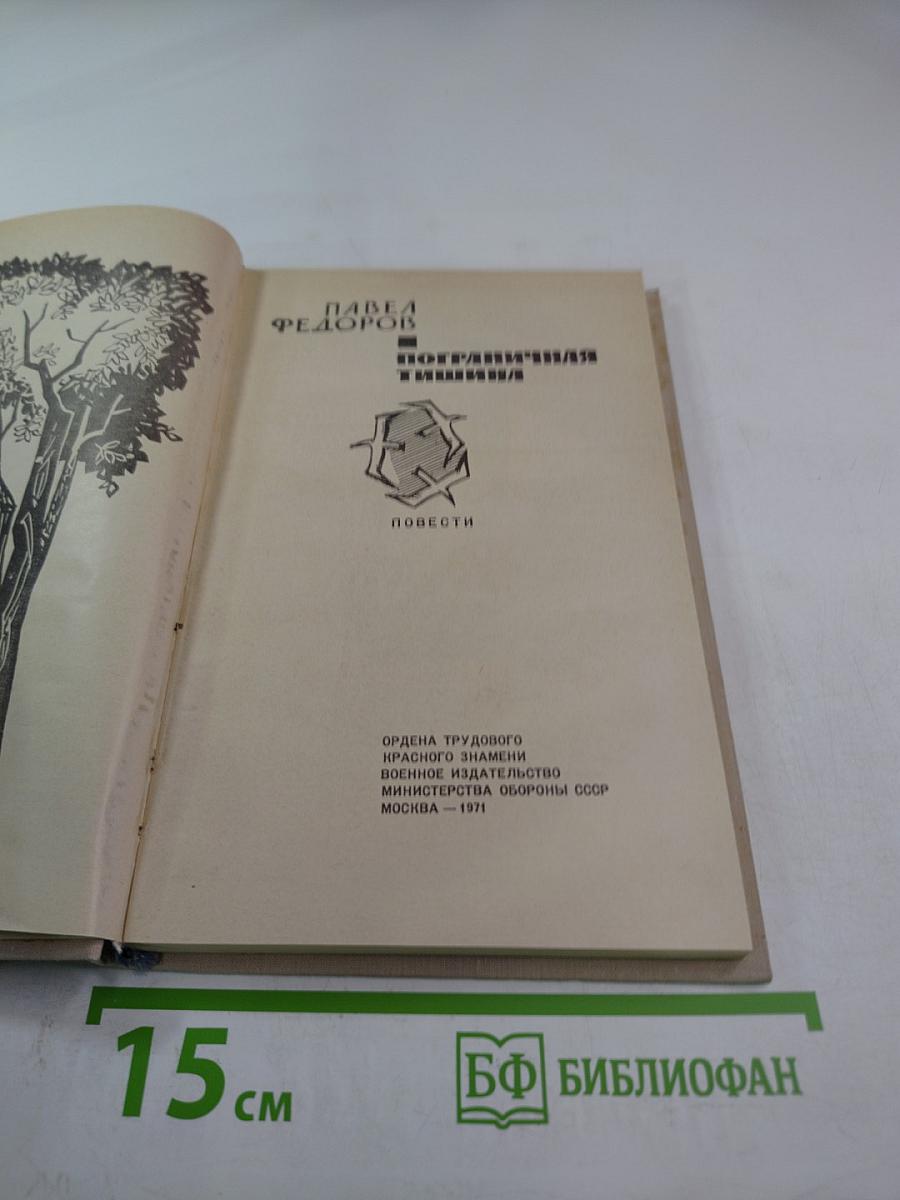 ПАВЕЛ
ФЕДОРОВ
ПОГРАНИЧНАЯ
ТИШИНА
ПОВЕСТИ
ОРДЕНА ТРУДОВОГО
КРАСНОГО ЗНАМЕНИ
ВОЕННОЕ ИЗДАТЕЛЬСТВО
МИНИСТЕРСТВА ОБОРОНЫ СССР
МОСКВА — 1971
15 см
БФ БИБЛИОФАН